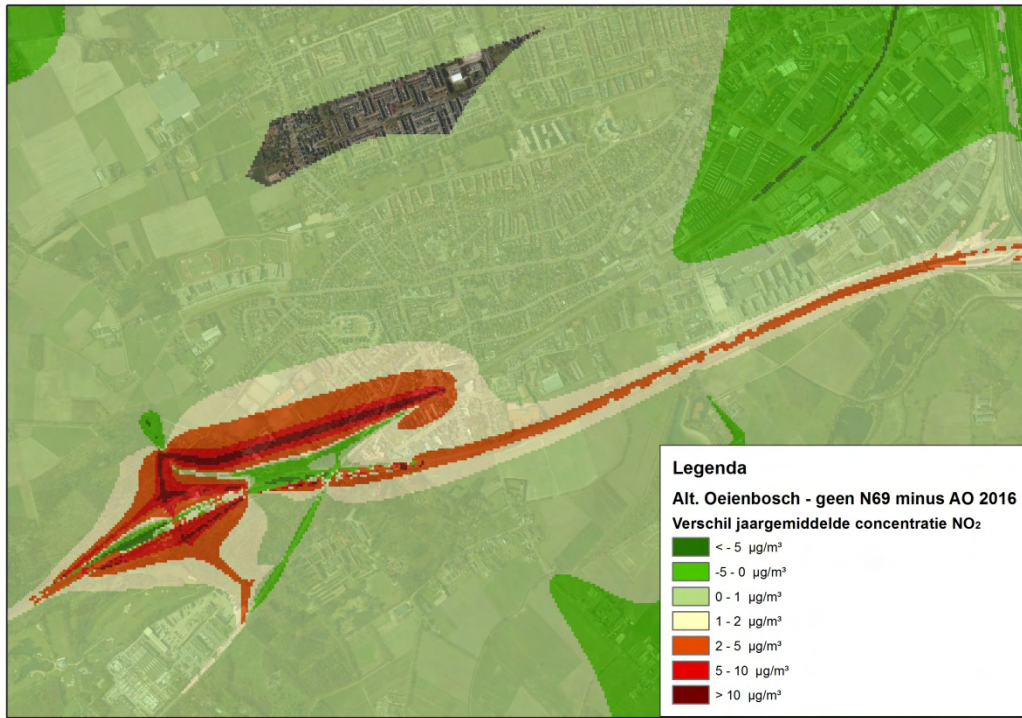 Legenda
Alt. Oeienbosch - geen N69 minus AO 2016
Verschil jaargemiddelde concentratie NO₂
< - 5 µg/m³
-5 - 0 µg/m³
0 - 1 µg/m³
1 - 2 µg/m³
2 - 5 µg/m³
5 - 10 µg/m³
> 10 µg/m³